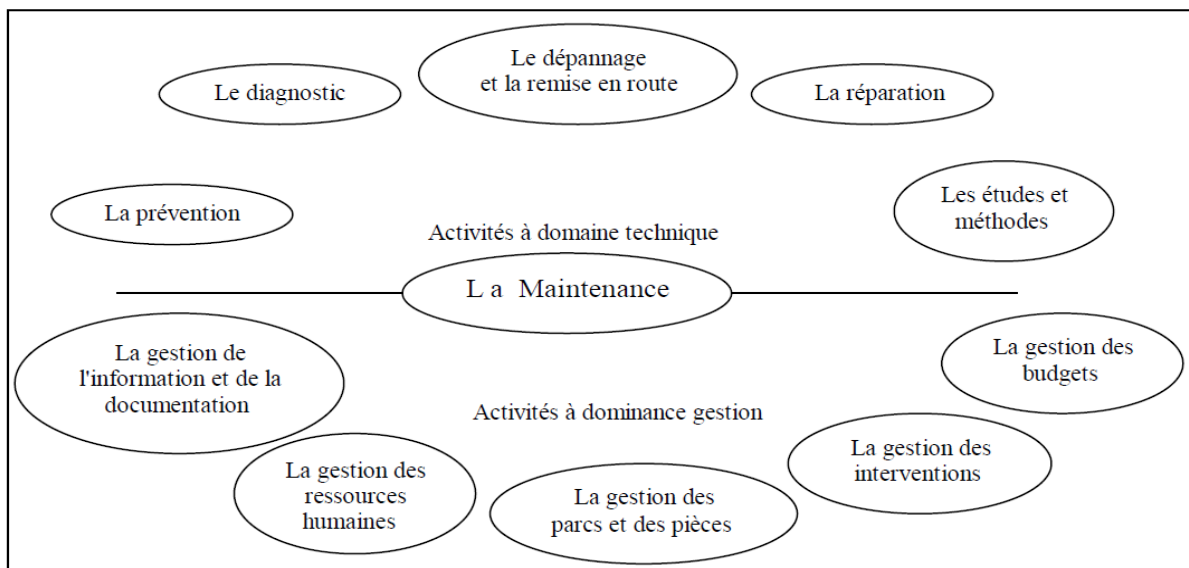 Le dépannage
et la remise en route
Le diagnostic
La réparation
La prévention
Les études et
méthodes
Activités à domaine technique
L a Maintenance
La gestion de
l'information et de la
documentation
La gestion des
budgets
Activités à dominance gestion
La gestion des
interventions
La gestion des
ressources
humaines
La gestion des
parcs et des pièces